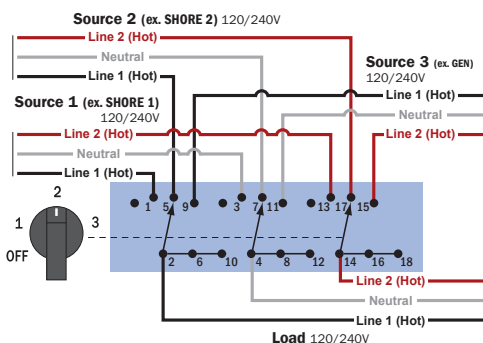 Source 2 (ex. SHORE 2) 120/240V
Line 2 (Hot)
Neutral
Line 1 (Hot)
Source 3 (ex. GEN)
120/240V
Line 1 (Hot)
Neutral
Line 2 (Hot)
Source 1 (ex. SHORE 1)
120/240V
Line 2 (Hot)
Neutral
Line 1 (Hot)
1 5 9 3 7 11 13 17 15
2
1 3
OFF
2 6 10 4 8 12 14 16 18
Line 2 (Hot)
Neutral
Line 1 (Hot)
Load 120/240V